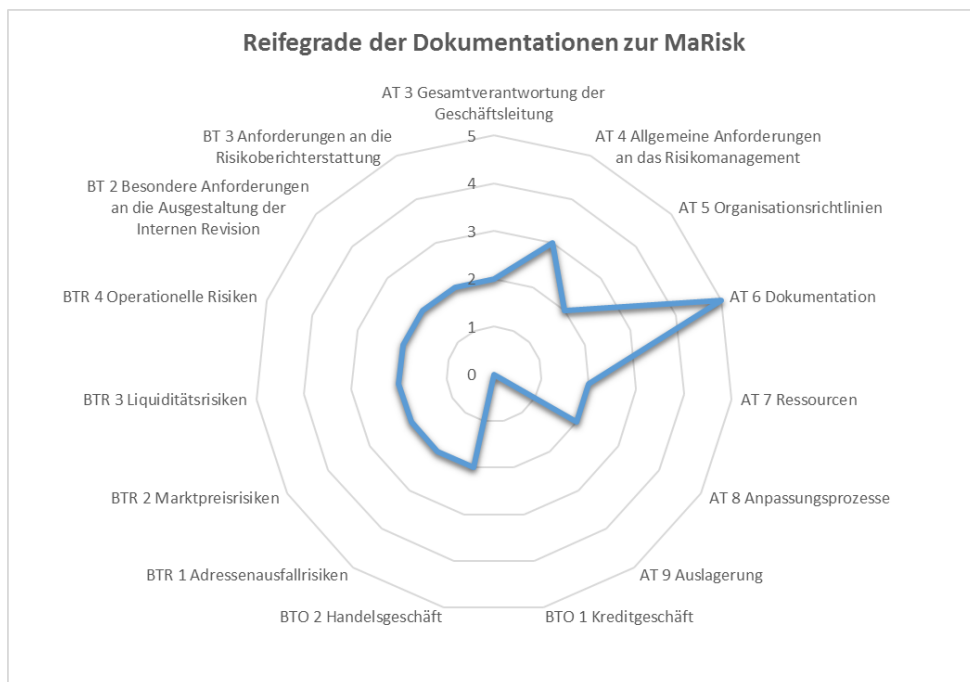 Reifegrade der Dokumentationen zur MaRisk
AT 3 Gesamtverantwortung der
Geschäftsleitung
AT 4 Allgemeine Anforderungen
an das Risikomanagement
AT 5 Organisationsrichtlinien
AT 6 Dokumentation
AT 7 Ressourcen
AT 8 Anpassungsprozesse
AT 9 Auslagerung
BTO 1 Kreditgeschäft
BTO 2 Handelsgeschäft
BTR 1 Adressenausfallrisiken
BTR 2 Marktpreisrisiken
BTR 3 Liquiditätsrisiken
BTR 4 Operationelle Risiken
BT 2 Besondere Anforderungen
an die Ausgestaltung der
Internen Revision
BT 3 Anforderungen an die
Risikoberichterstattung
5
4
3
2
1
0